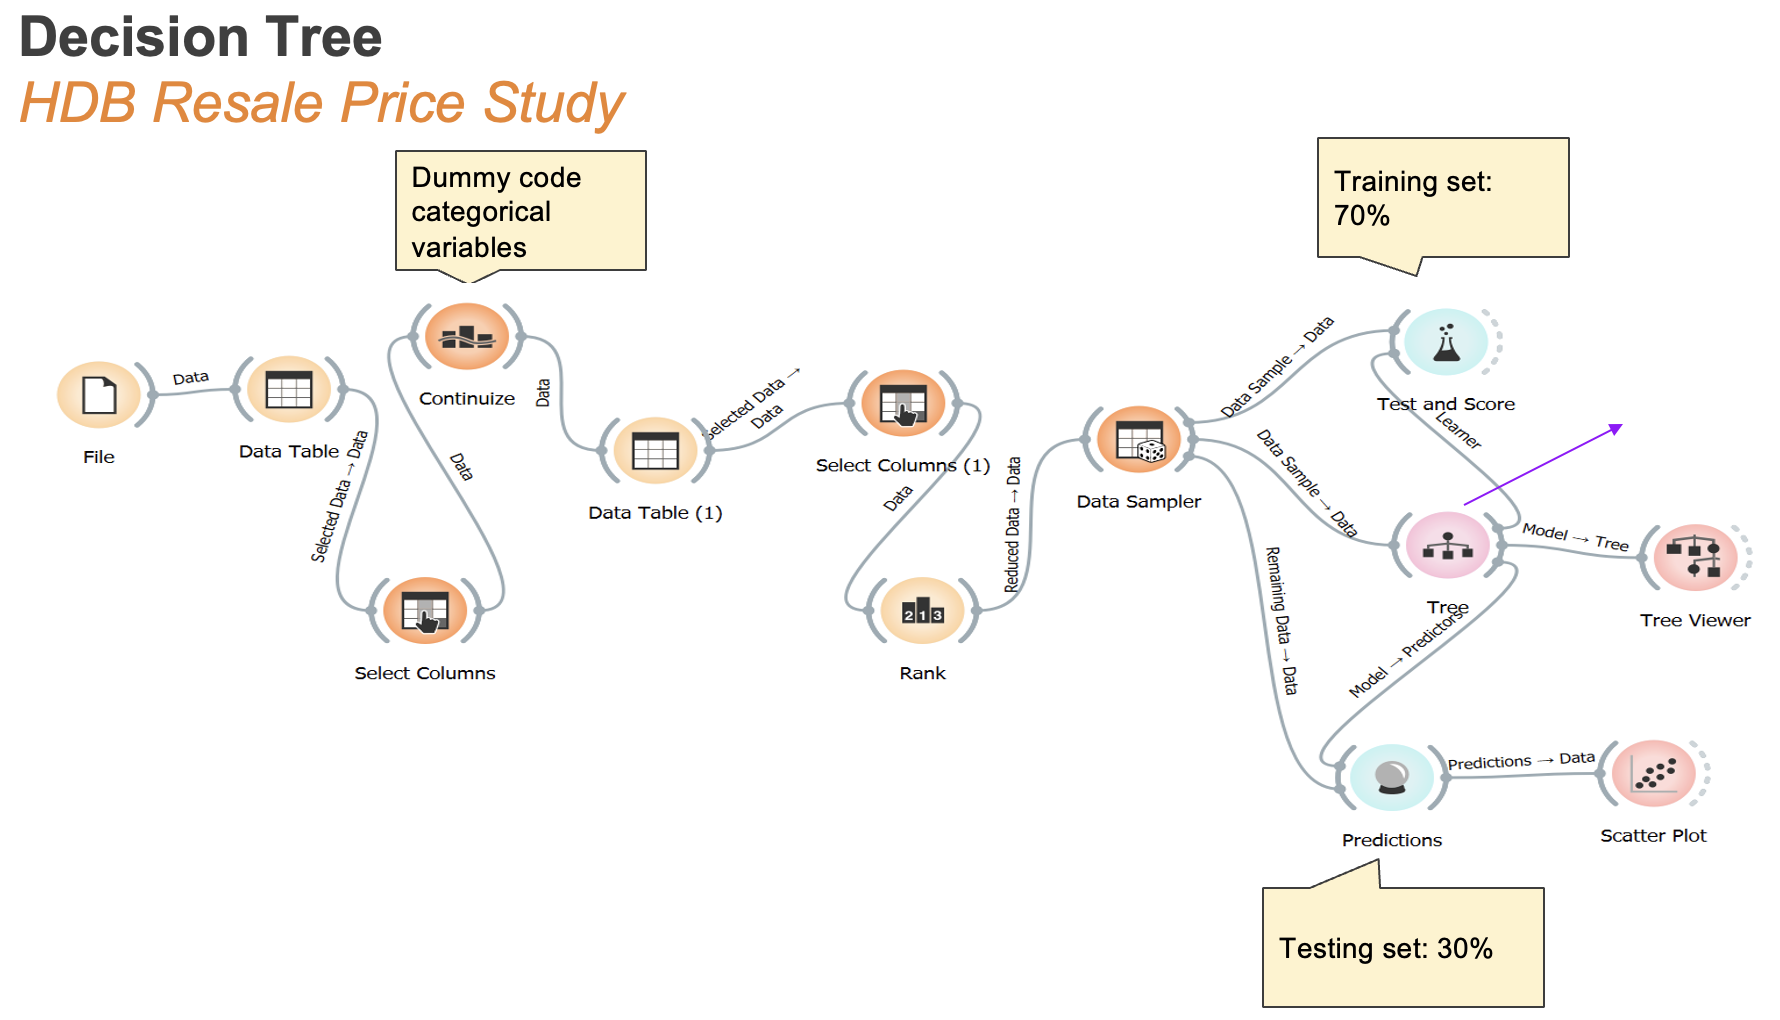 Decision Tree
HDB Resale Price Study
Dummy code
categorical
variables
Training set:
70%
File
Data
Data Table
Selected Data → Data
Select Columns
Data
Continuize
Data
Data Table (1)
Selected Data →
Data
Select Columns (1)
Data
2 1 3
Rank
Reduced Data → Data
Data Sampler
Data Sample → Data
Test and Score
Learner
Data Sample → Data
Tree
Model → Tree
Tree Viewer
Remaining Data → Data
Model → Predictors
Predictions
Predictions → Data
Scatter Plot
Testing set: 30%